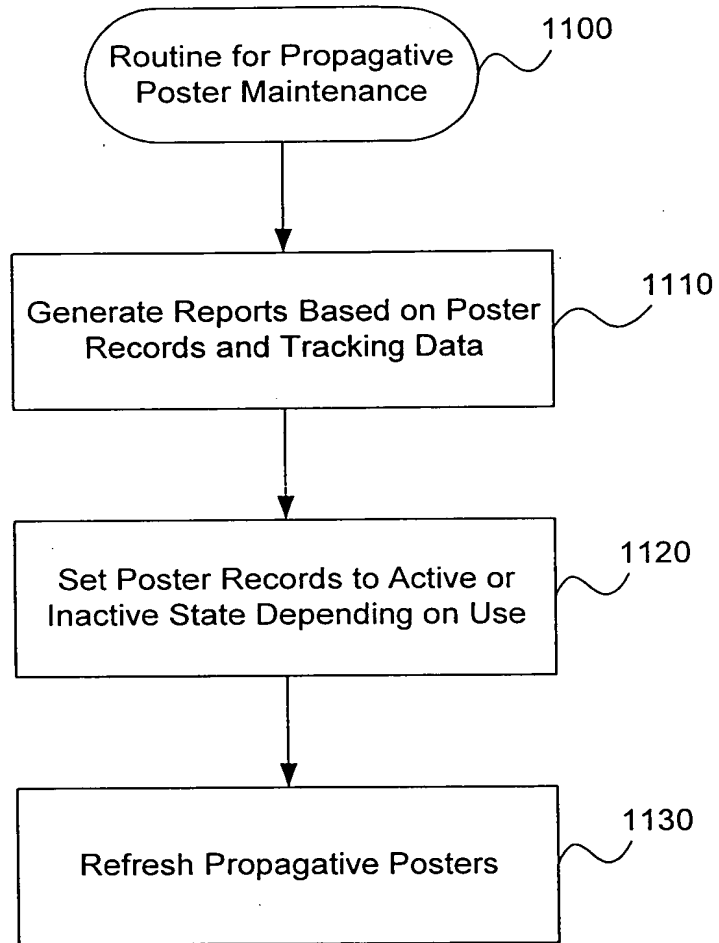 Routine for Propagative
Poster Maintenance
1100
Generate Reports Based on Poster
Records and Tracking Data
1110
Set Poster Records to Active or
Inactive State Depending on Use
1120
Refresh Propagative Posters
1130